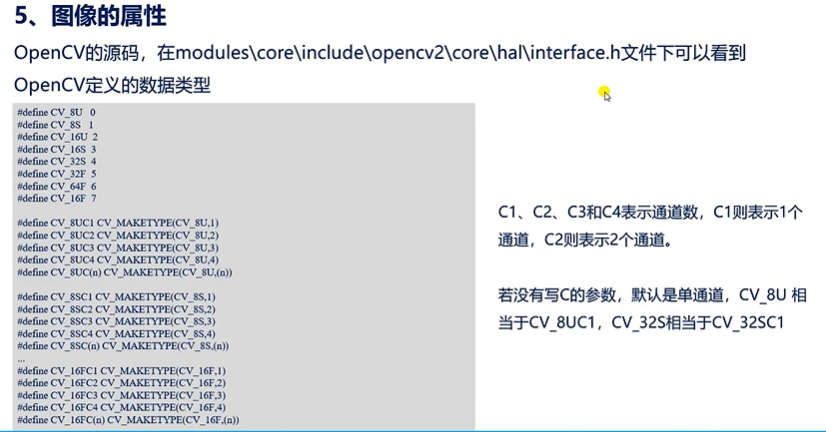 5、图像的属性
OpenCV的源码，在modules\core\include\opencv2\core\hal\interface.h文件下可以看到
OpenCV定义的数据类型
#define CV_8U 0
#define CV_8S 1
#define CV_16U 2
#define CV_16S 3
#define CV_32S 4
#define CV_32F 5
#define CV_64F 6
#define CV_16F 7
#define CV_8UC1 CV_MAKETYPE(CV_8U,1)
#define CV_8UC2 CV_MAKETYPE(CV_8U,2)
#define CV_8UC3 CV_MAKETYPE(CV_8U,3)
#define CV_8UC4 CV_MAKETYPE(CV_8U,4)
#define CV_8UC(n) CV_MAKETYPE(CV_8U,(n))
#define CV_8SC1 CV_MAKETYPE(CV_8S,1)
#define CV_8SC2 CV_MAKETYPE(CV_8S,2)
#define CV_8SC3 CV_MAKETYPE(CV_8S,3)
#define CV_8SC4 CV_MAKETYPE(CV_8S,4)
#define CV_8SC(n) CV_MAKETYPE(CV_8S,(n))
...
#define CV_16FC1 CV_MAKETYPE(CV_16F,1)
#define CV_16FC2 CV_MAKETYPE(CV_16F,2)
#define CV_16FC3 CV_MAKETYPE(CV_16F,3)
#define CV_16FC4 CV_MAKETYPE(CV_16F,4)
#define CV_16FC(n) CV_MAKETYPE(CV_16F,(n))
C1、C2、C3和C4表示通道数，C1则表示1个
通道，C2则表示2个通道。
若没有写C的参数，默认是单通道，CV_8U 相
当于CV_8UC1，CV_32S相当于CV_32SC1